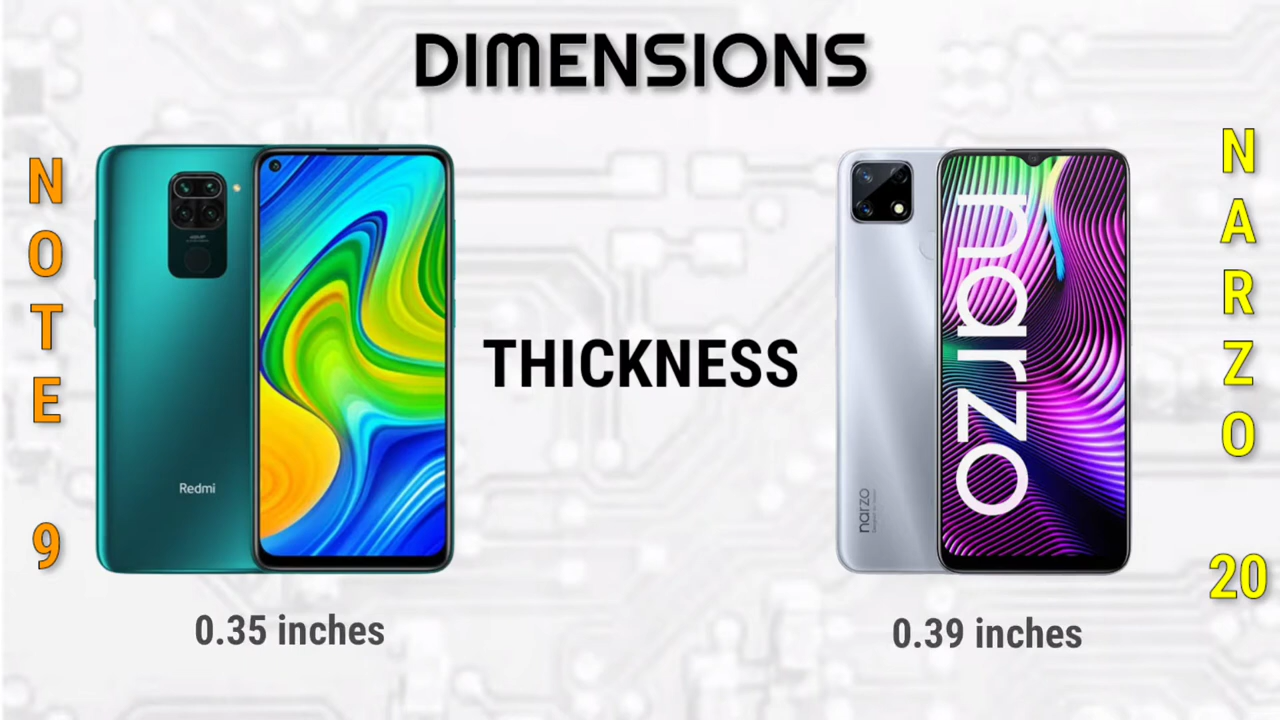 DIMENSIONS
NOTE 9
Redmi
THICKNESS
narzo
narzo
NARZO 20
0.35 inches
0.39 inches